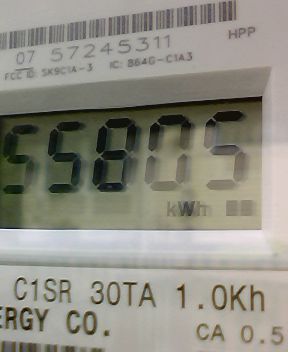 07 57245311
HPP
FCC ID: SK9C1A-3 IC: 864G-C1A3
55805
kWh
C1SR 30TA 1.0Kh
ERGY CO.
CA 0.5